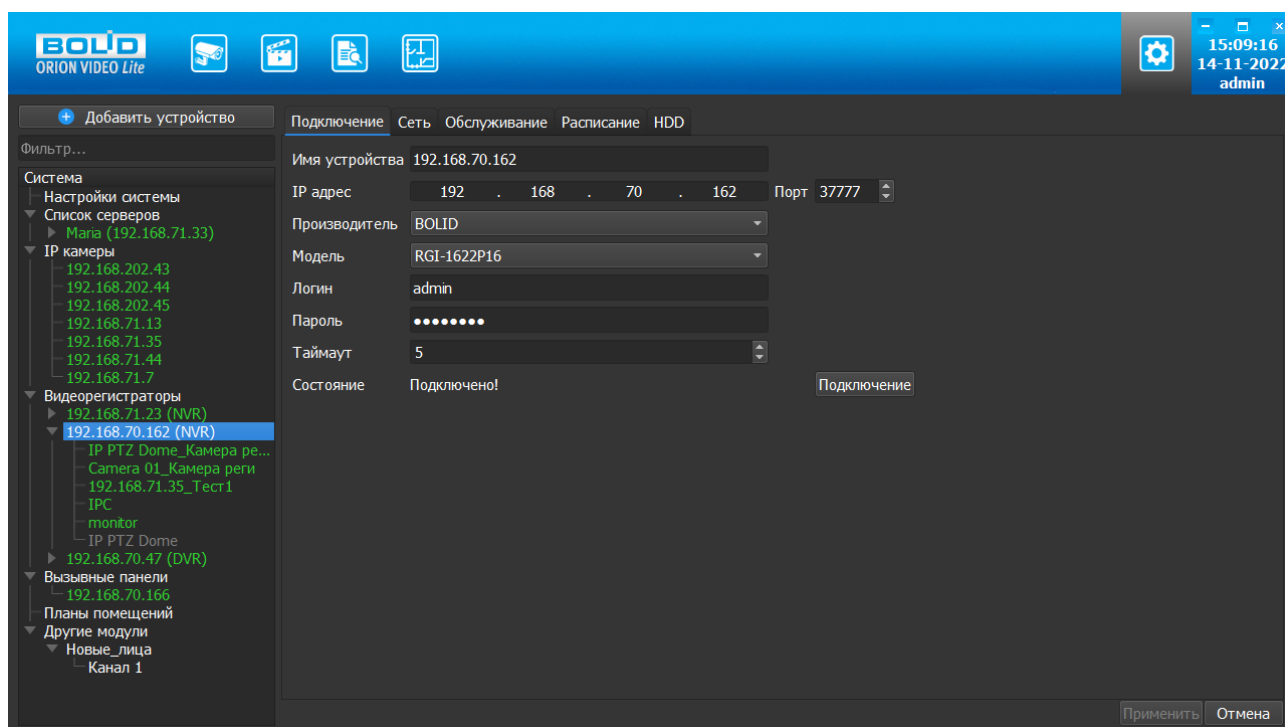 BOLID
ORION VIDEO Lite
15:09:16
14-11-2022
admin
Добавить устройство
Фильтр...
Система
Настройки системы
Список серверов
Maria (192.168.71.33)
IP камеры
192.168.202.43
192.168.202.44
192.168.202.45
192.168.71.13
192.168.71.35
192.168.71.44
192.168.71.7
Видеорегистраторы
192.168.71.23 (NVR)
192.168.70.162 (NVR)
IP PTZ Dome_Камера ре...
Camera 01_Камера реги
192.168.71.35_Тест1
IPC
monitor
IP PTZ Dome
192.168.70.47 (DVR)
Вызывные панели
192.168.70.166
Планы помещений
Другие модули
Новые_лица
Канал 1
Подключение Сеть Обслуживание Расписание HDD
Имя устройства 192.168.70.162
IP адрес 192 . 168 . 70 . 162 Порт 37777
Производитель BOLID
Модель RGI-1622P16
Логин admin
Пароль ••••••••
Таймаут 5
Состояние Подключено! Подключение
Применить Отмена